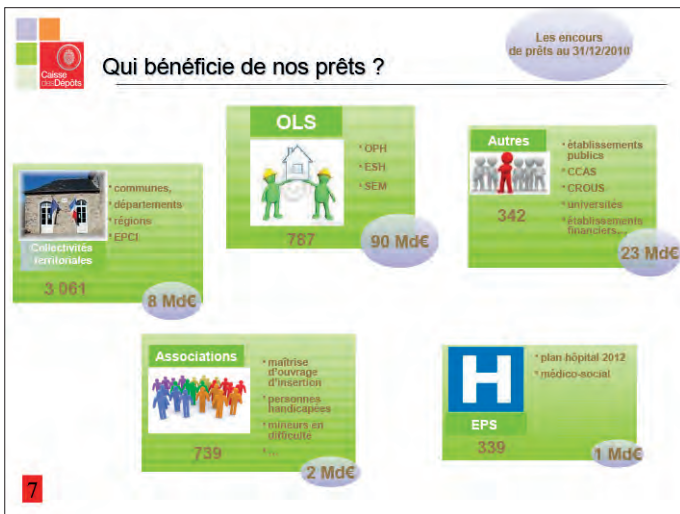 Caisse
des Dépôts
Qui bénéficie de nos prêts ?
Les encours
de prêts au 31/12/2010
Collectivités
territoriales
• communes,
• départements
• régions
• EPCI
3 061
8 Md€
OLS
• OPH
• ESH
• SEM
787
90 Md€
Autres
• établissements
publics
• CCAS
• CROUS
• universités
• établissements
financiers...
342
23 Md€
Associations
• maîtrise
d'ouvrage
d'insertion
• personnes
handicapées
• mineurs en
difficulté
• ...
739
2 Md€
H
EPS
• plan hôpital 2012
• médico-social
339
1 Md€
7